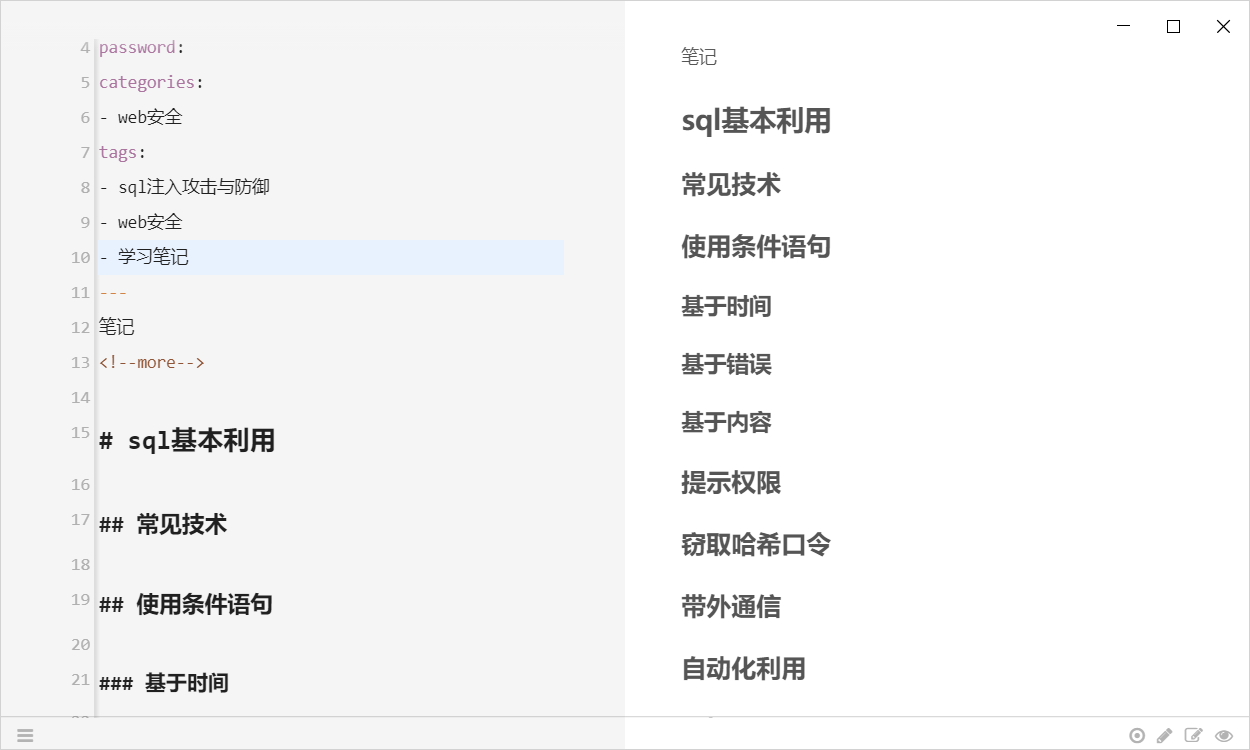 4 password:
5 categories:
6 - web安全
7 tags:
8 - sql注入攻击与防御
9 - web安全
10 - 学习笔记
11 ---
12 笔记
13 <!--more-->
14
15 # sql基本利用
16
17 ## 常见技术
18
19 ## 使用条件语句
20
21 ### 基于时间
笔记
sql基本利用
常见技术
使用条件语句
基于时间
基于错误
基于内容
提示权限
窃取哈希口令
带外通信
自动化利用